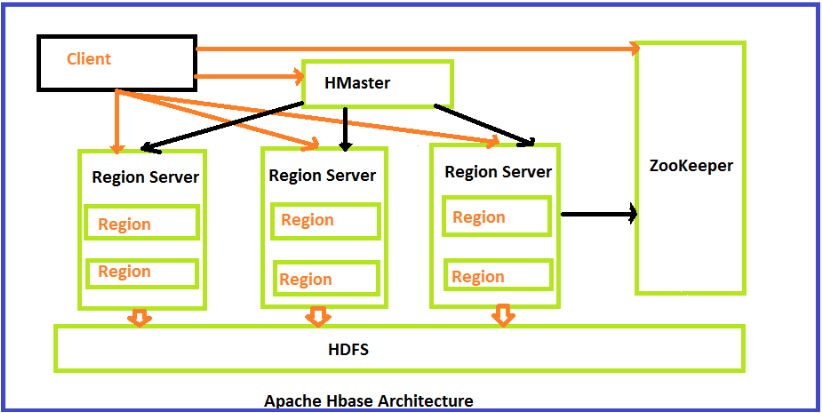 Client
HMaster
ZooKeeper
Region Server
Region Server
Region Server
Region
Region
Region
Region
Region
Region
HDFS
Apache Hbase Architecture